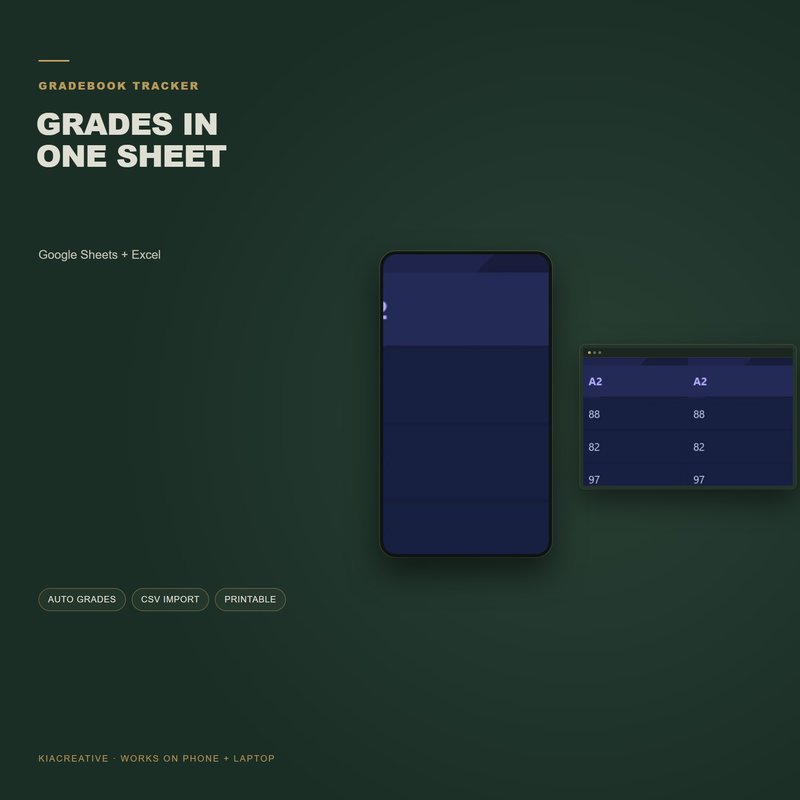 GRADEBOOK TRACKER
GRADES IN
ONE SHEET
Google Sheets + Excel
A2 A2
88 88
82 82
97 97
AUTO GRADES CSV IMPORT PRINTABLE
KIACREATIVE · WORKS ON PHONE + LAPTOP